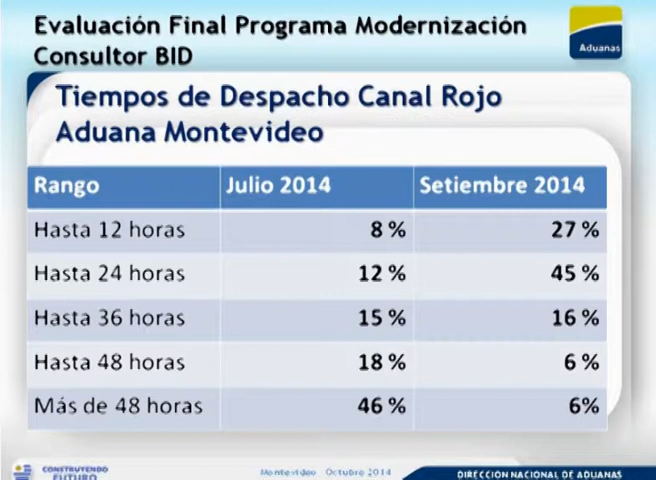 Evaluación Final Programa Modernización
Consultor BID
Aduanas
Tiempos de Despacho Canal Rojo
Aduana Montevideo
Rango Julio 2014 Setiembre 2014
Hasta 12 horas 8 % 27 %
Hasta 24 horas 12 % 45 %
Hasta 36 horas 15 % 16 %
Hasta 48 horas 18 % 6 %
Más de 48 horas 46 % 6%
CONSTRUYENDO
FUTURO
Montevideo Octubre 2014
DIRECCION NACIONAL DE ADUANAS